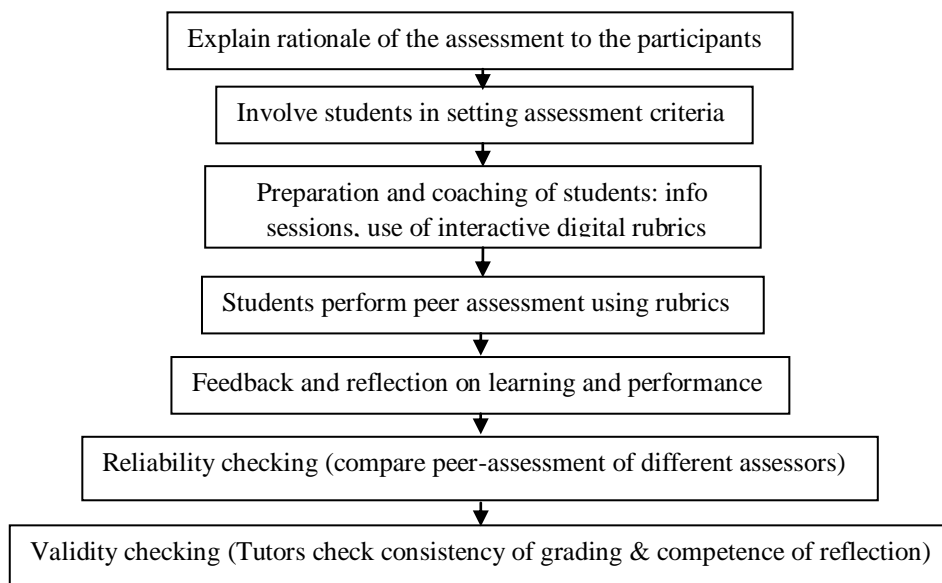 Explain rationale of the assessment to the participants
Involve students in setting assessment criteria
Preparation and coaching of students: info
sessions, use of interactive digital rubrics
Students perform peer assessment using rubrics
Feedback and reflection on learning and performance
Reliability checking (compare peer-assessment of different assessors)
Validity checking (Tutors check consistency of grading & competence of reflection)